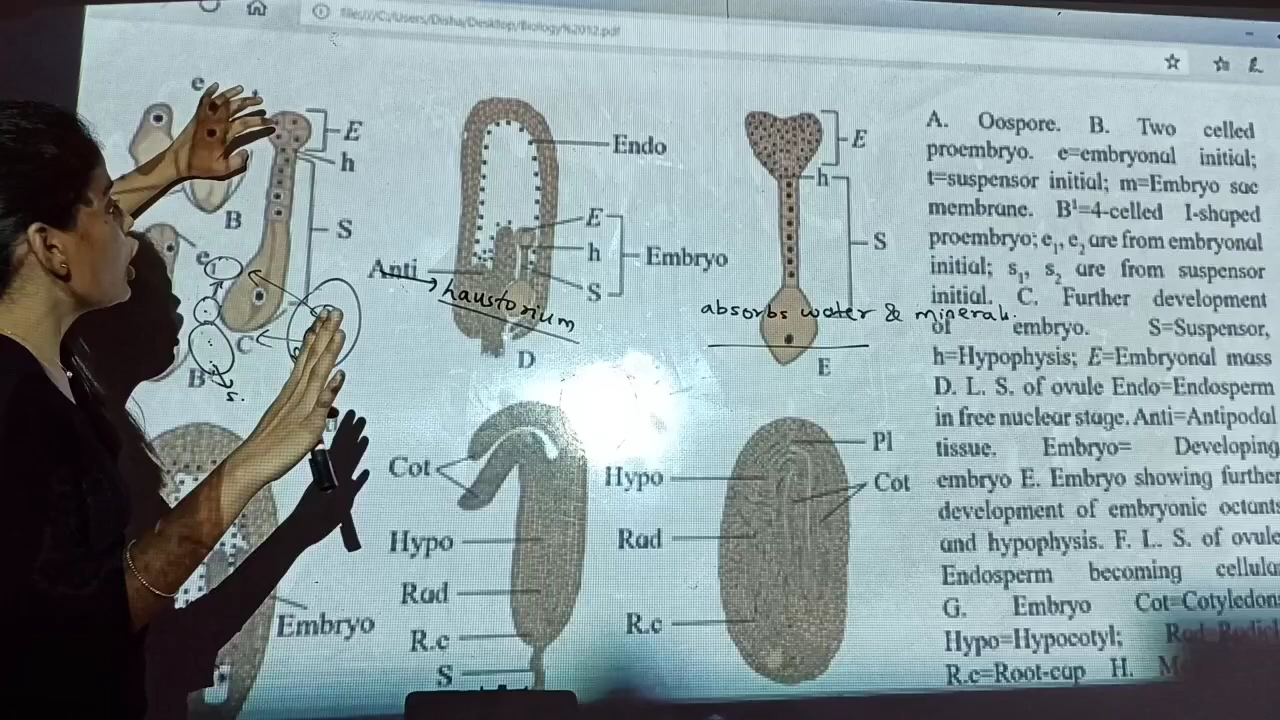 file:///C:/Users/Disha/Desktop/Biology%2012.pdf
e
E
h
B
S
e
C
B
s.
Endo
E
h
S
Embryo
Anti
haustorium
D
E
h
S
absorbs water & minerals.
E
Embryo
Cot
Hypo
Rad
R.c
S
Pl
Hypo
Cot
Rad
R.c
A. Oospore. B. Two celled
proembryo. e=embryonal initial;
t=suspensor initial; m=Embryo sac
membrane. B¹=4-celled I-shaped
proembryo; e₁, e₂ are from embryonal
initial; s₁, s₂ are from suspensor
initial. C. Further development
of embryo. S=Suspensor,
h=Hypophysis; E=Embryonal mass
D. L. S. of ovule Endo=Endosperm
in free nuclear stage. Anti=Antipodal
tissue. Embryo= Developing
embryo E. Embryo showing further
development of embryonic octants
and hypophysis. F. L. S. of ovule
Endosperm becoming cellula
G. Embryo Cot=Cotyledon
Hypo=Hypocotyl; Rad=Radicl
R.c=Root-cap H. M